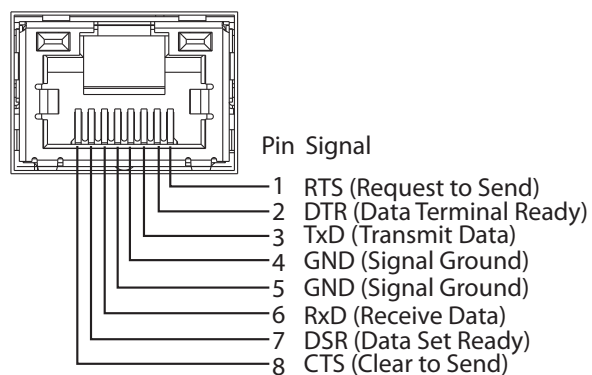 Pin Signal
1 RTS (Request to Send)
2 DTR (Data Terminal Ready)
3 TxD (Transmit Data)
4 GND (Signal Ground)
5 GND (Signal Ground)
6 RxD (Receive Data)
7 DSR (Data Set Ready)
8 CTS (Clear to Send)